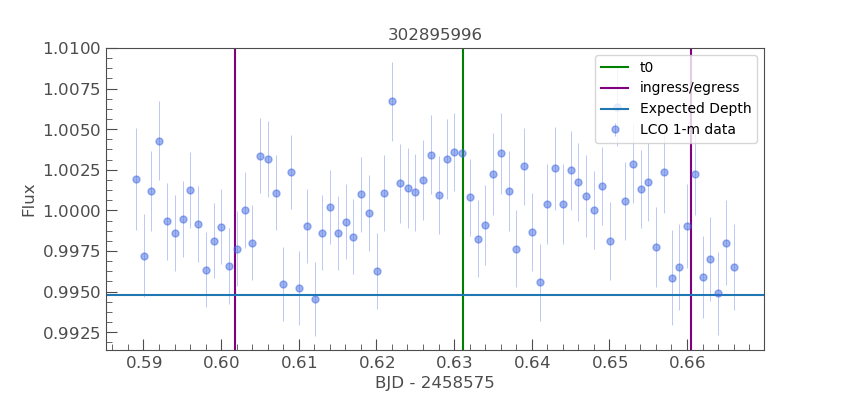 302895996
1.0100
1.0075
1.0050
1.0025
1.0000
0.9975
0.9950
0.9925
Flux
t0
ingress/egress
Expected Depth
LCO 1-m data
0.59 0.60 0.61 0.62 0.63 0.64 0.65 0.66
BJD - 2458575